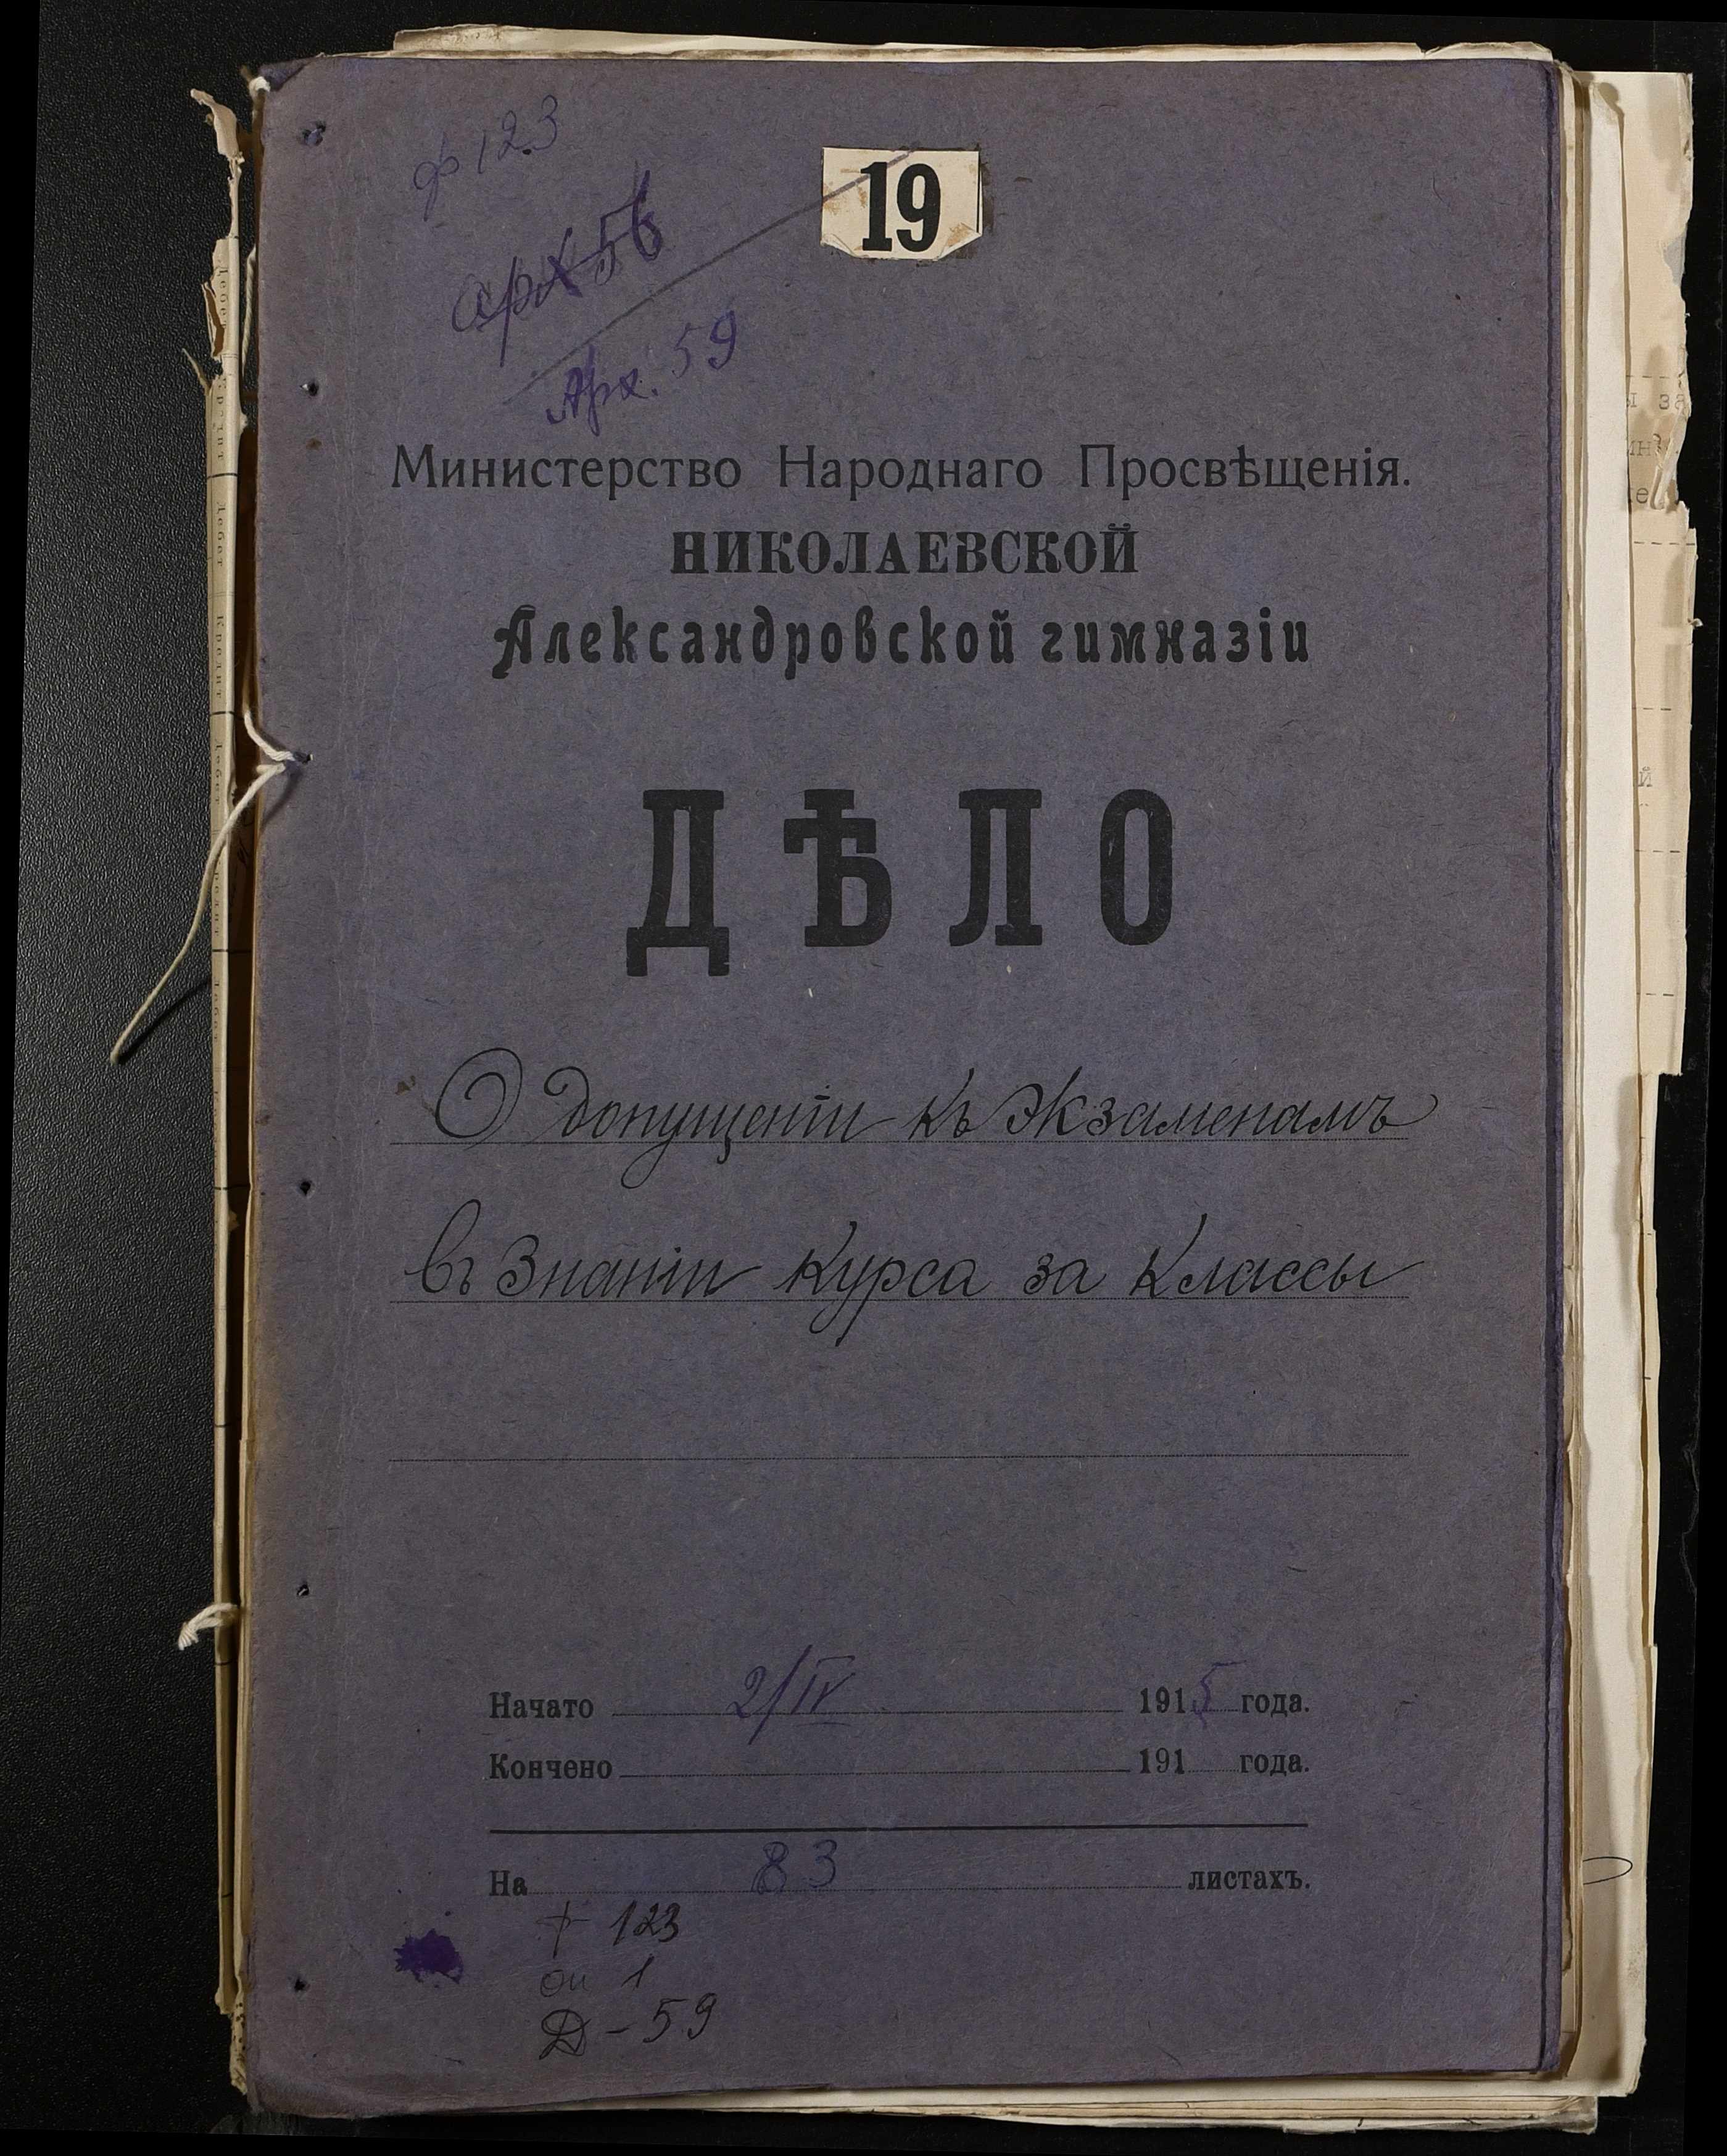 ф 123
19
арх 56
Арх. 59
Министерство Народнаго Просвѣщенія.
НИКОЛАЕВСКОЙ
Александровской гимназіи
ДѢЛО
О допущеніи къ экзаменамъ
въ знаніи курса за классы
Начато 2/IV 1915 года.
Кончено 191 года.
На 83 листахъ.
ф 123
оп 1
Д - 59